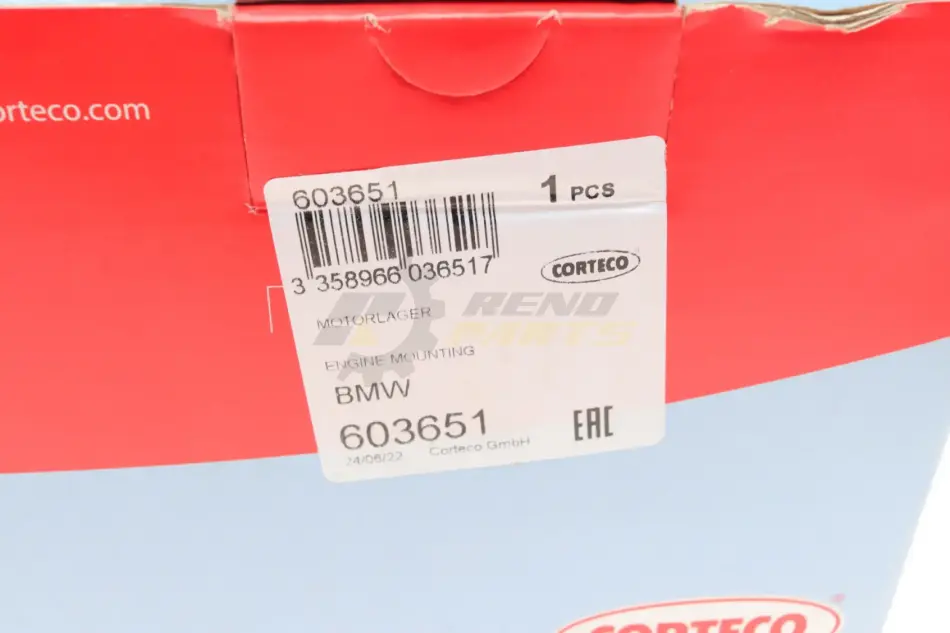 orteco.com
603651
1 PCS
3 358966 036517
CORTECO
RENO
PARTS
MOTORLAGER
ENGINE MOUNTING
BMW
603651
EAC
24/06/22 Corteco GmbH
CORTECO